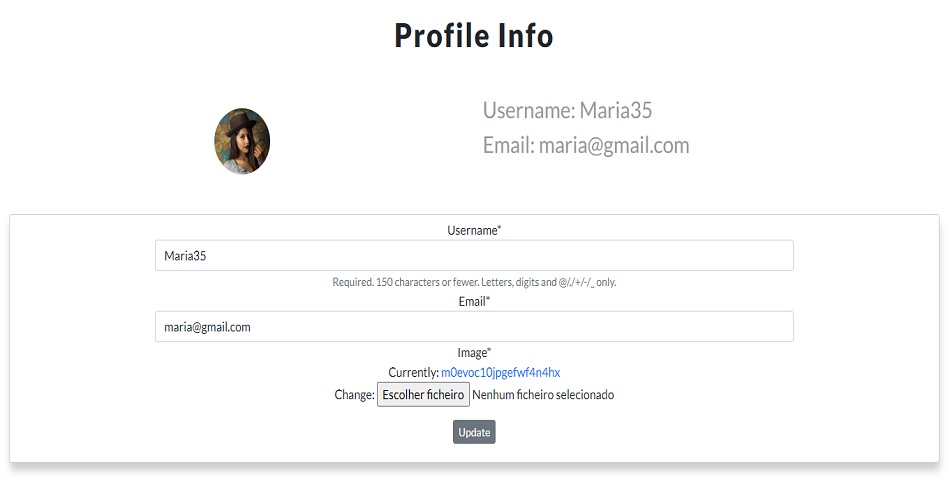 Profile Info
Username: Maria35
Email: maria@gmail.com
Username*
Maria35
Required. 150 characters or fewer. Letters, digits and @/./+/-/_ only.
Email*
maria@gmail.com
Image*
Currently: m0evoc10jpgefwf4n4hx
Change: Escolher ficheiro Nenhum ficheiro selecionado
Update